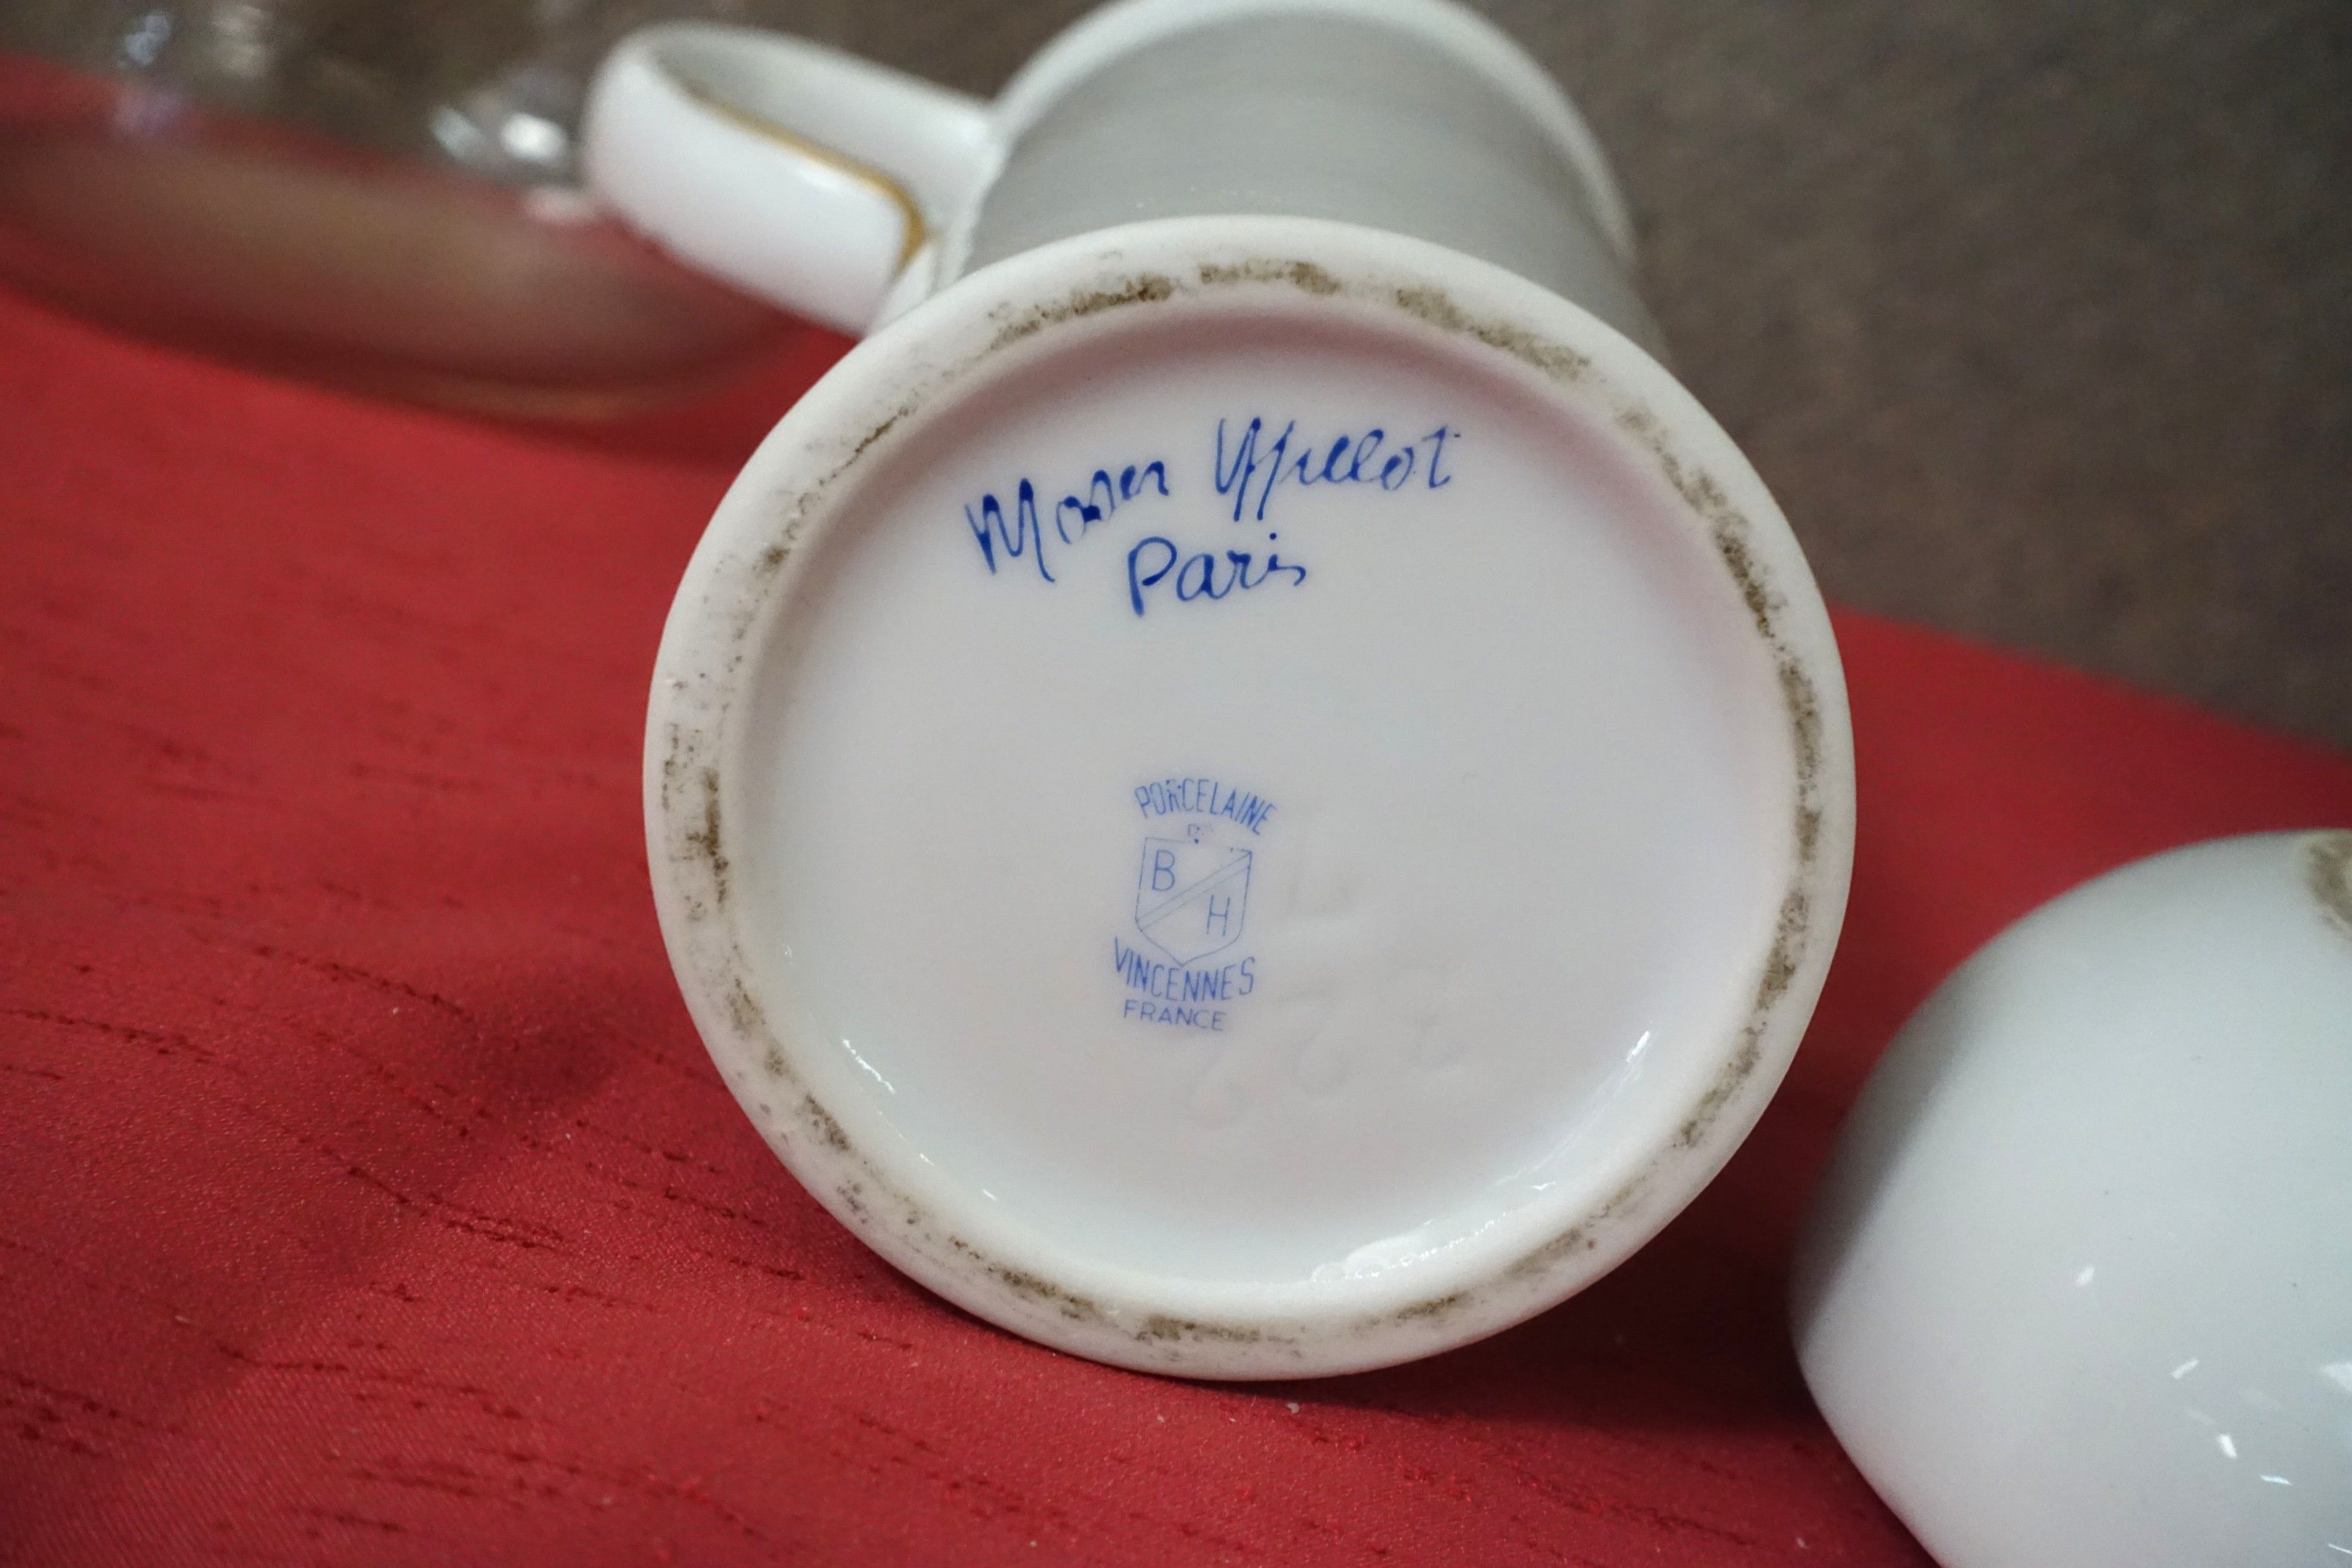 Paris
PORCELAINE
B
H
VINCENNES
FRANCE